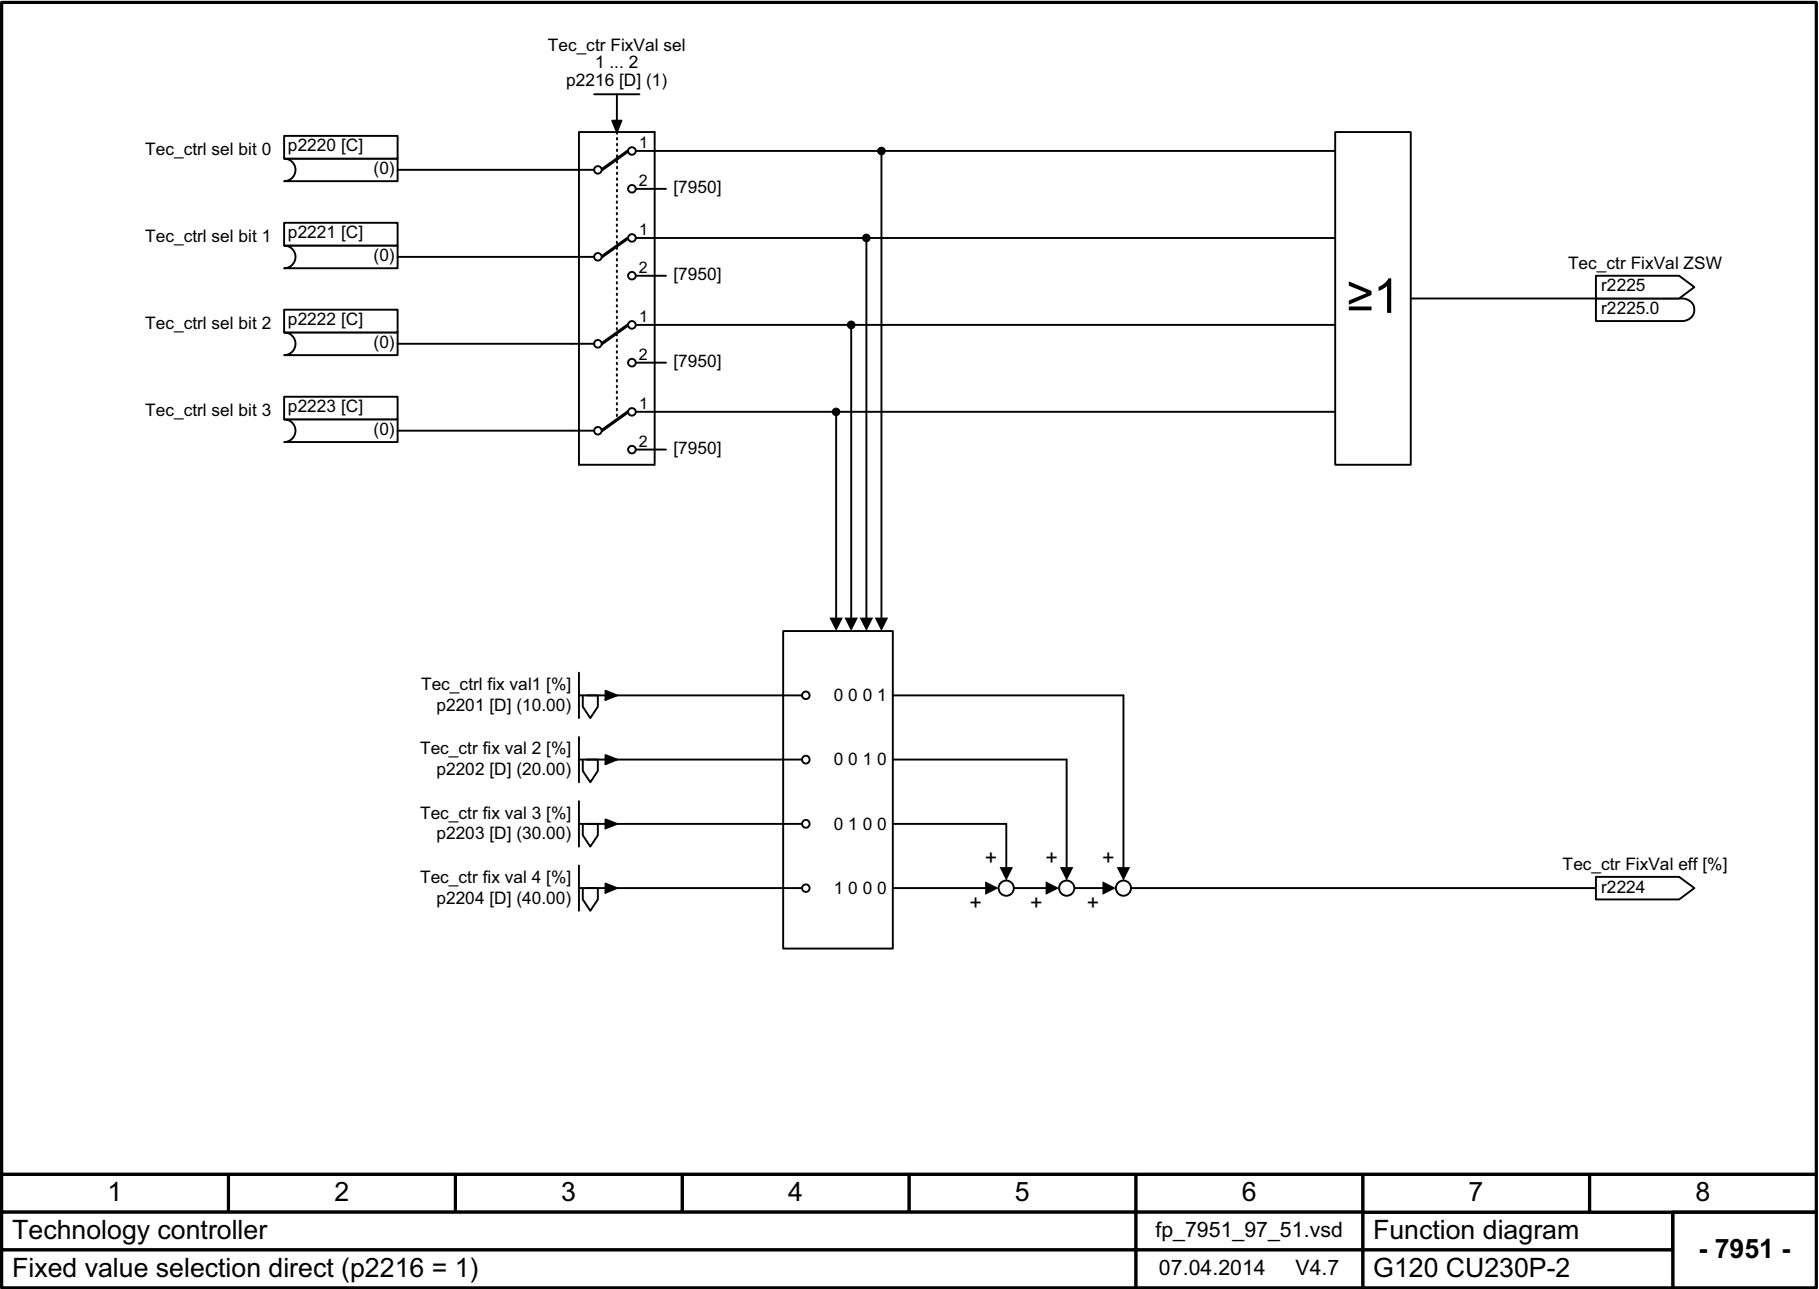 Tec_ctr FixVal sel
1 ... 2
p2216 [D] (1)
Tec_ctrl sel bit 0
p2220 [C]
(0)
1
2
[7950]
Tec_ctrl sel bit 1
p2221 [C]
(0)
1
2
[7950]
Tec_ctrl sel bit 2
p2222 [C]
(0)
1
2
[7950]
Tec_ctrl sel bit 3
p2223 [C]
(0)
1
2
[7950]
≥1
Tec_ctr FixVal ZSW
r2225
r2225.0
Tec_ctrl fix val1 [%]
p2201 [D] (10.00)
0 0 0 1
Tec_ctr fix val 2 [%]
p2202 [D] (20.00)
0 0 1 0
Tec_ctr fix val 3 [%]
p2203 [D] (30.00)
0 1 0 0
Tec_ctr fix val 4 [%]
p2204 [D] (40.00)
1 0 0 0
+ + +
+ + +
Tec_ctr FixVal eff [%]
r2224
1 2 3 4 5 6 7 8
Technology controller
fp_7951_97_51.vsd
Function diagram
- 7951 -
Fixed value selection direct (p2216 = 1)
07.04.2014 V4.7
G120 CU230P-2